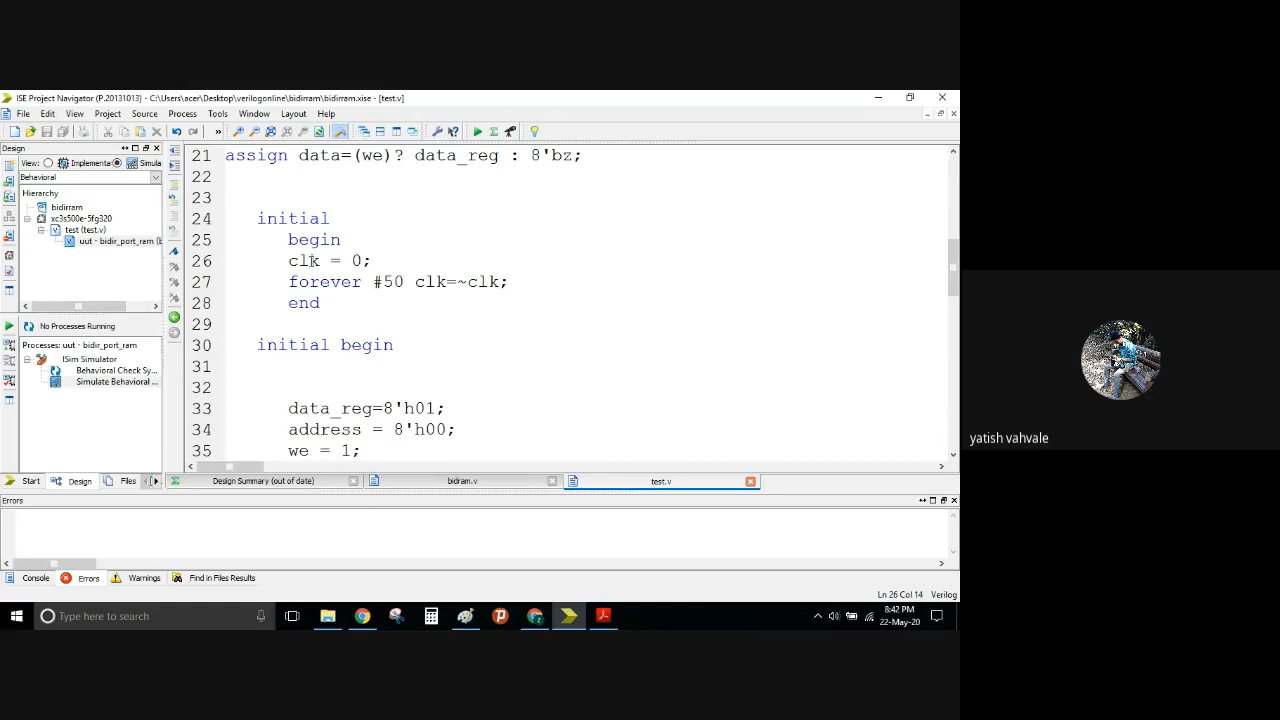 ISE Project Navigator (P.20131013) - C:\Users\acer\Desktop\verilogonline\bidirram\bidirram.xise - [test.v]
File Edit View Project Source Process Tools Window Layout Help
Design
View: Implementa Simula
Behavioral
Hierarchy
bidirram
xc3s500e-5fg320
test (test.v)
uut - bidir_port_ram (b
No Processes Running
Processes: uut - bidir_port_ram
ISim Simulator
Behavioral Check Sy...
Simulate Behavioral ...
Start Design Files
21 assign data=(we)? data_reg : 8'bz;
22
23
24 initial
25 begin
26 clk = 0;
27 forever #50 clk=~clk;
28 end
29
30 initial begin
31
32
33 data_reg=8'h01;
34 address = 8'h00;
35 we = 1;
Design Summary (out of date) bidram.v test.v
Errors
Console Errors Warnings Find in Files Results
Ln 26 Col 14 Verilog
Type here to search
8:42 PM
22-May-20
yatish vahvale